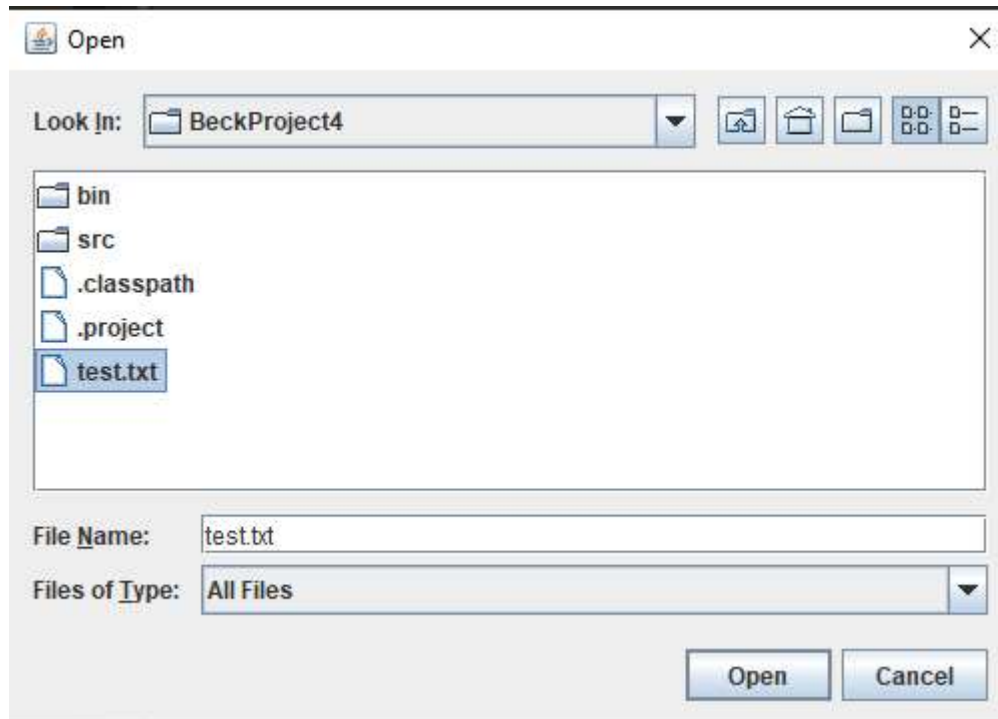 Open
Look In: BeckProject4
bin
src
.classpath
.project
test.txt
File Name: test.txt
Files of Type: All Files
Open Cancel